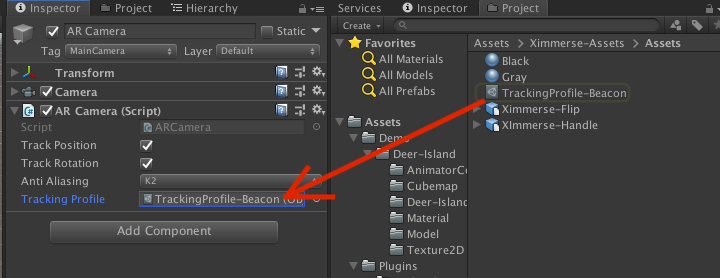 Inspector
Project
Hierarchy
AR Camera
Static
Tag
MainCamera
Layer
Default
Transform
Camera
AR Camera (Script)
Script
ARCamera
Track Position
Track Rotation
Anti Aliasing
K2
Tracking Profile
TrackingProfile-Beacon (Ob
Add Component
Services
Inspector
Project
Create
Favorites
All Materials
All Models
All Prefabs
Assets
Demo
Deer-Island
AnimatorCo
Cubemap
Deer-Island
Material
Model
Texture2D
Plugins
Assets
Ximmerse-Assets
Assets
Black
Gray
TrackingProfile-Beacon
Ximmerse-Flip
XImmerse-Handle